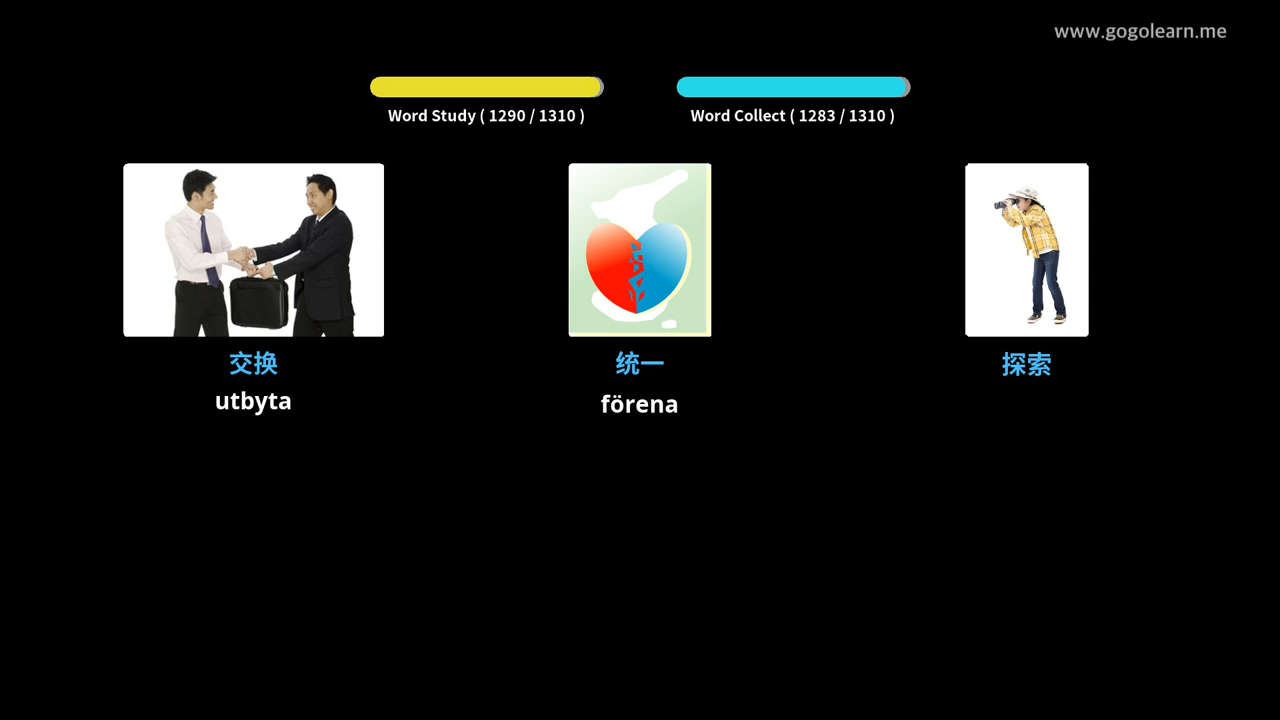 www.gogolearn.me
Word Study ( 1290 / 1310 )
Word Collect ( 1283 / 1310 )
交换
统一
探索
utbyta
förena